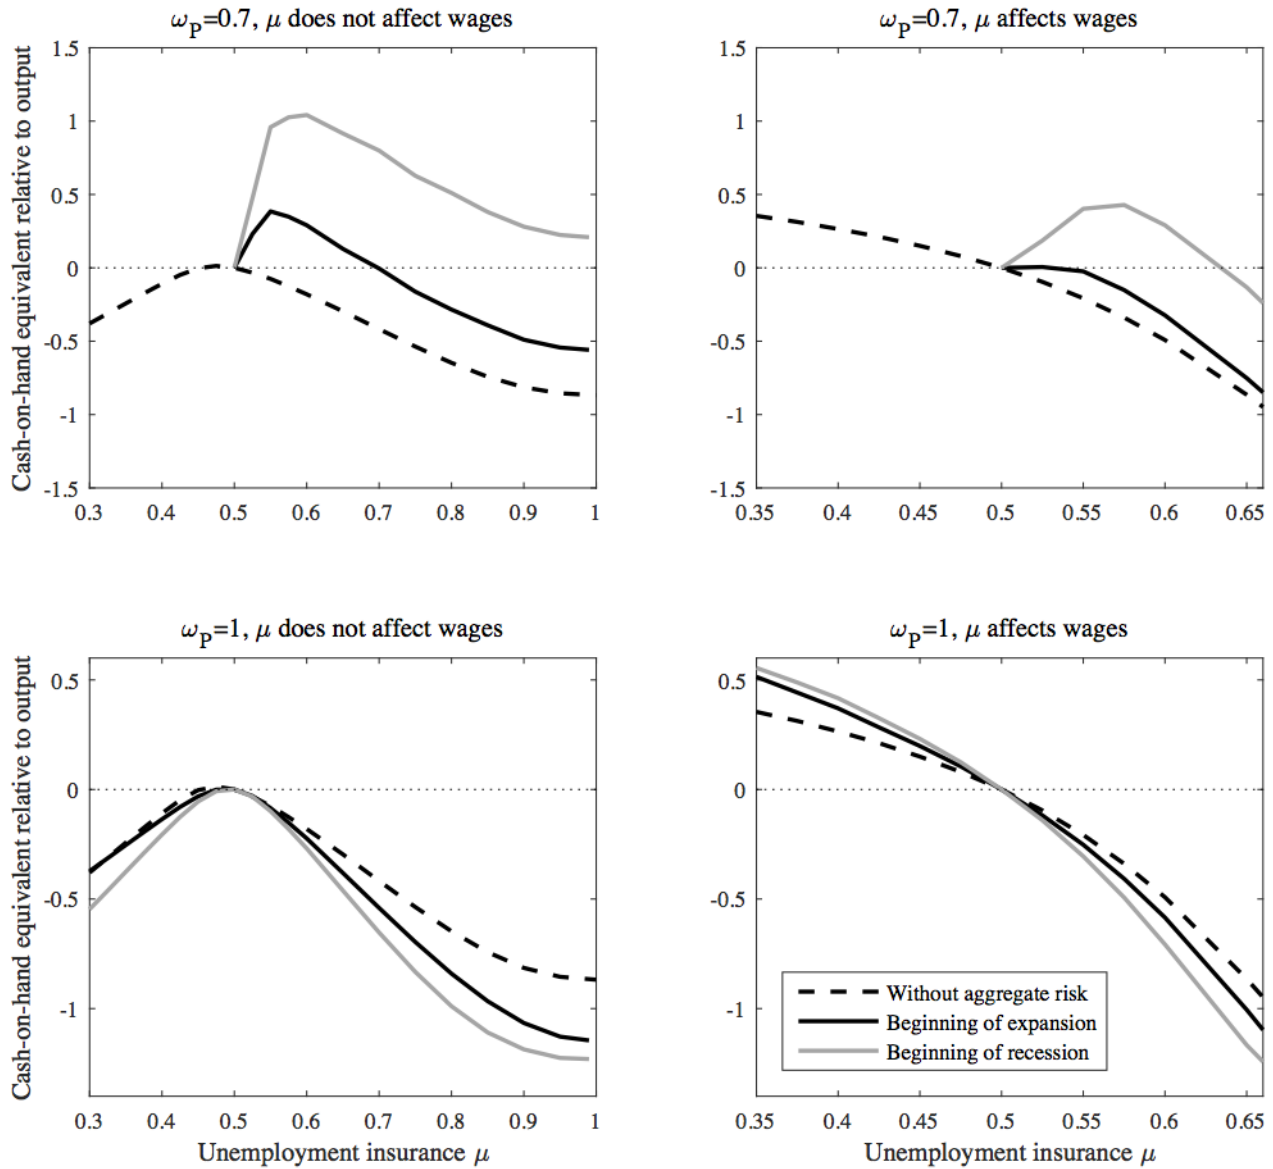 ω_P=0.7, μ does not affect wages
Cash-on-hand equivalent relative to output
1.5
1
0.5
0
-0.5
-1
-1.5
0.3 0.4 0.5 0.6 0.7 0.8 0.9 1
ω_P=0.7, μ affects wages
1.5
1
0.5
0
-0.5
-1
-1.5
0.35 0.4 0.45 0.5 0.55 0.6 0.65
ω_P=1, μ does not affect wages
Cash-on-hand equivalent relative to output
0.5
0
-0.5
-1
0.3 0.4 0.5 0.6 0.7 0.8 0.9 1
Unemployment insurance μ
ω_P=1, μ affects wages
0.5
0
-0.5
-1
Without aggregate risk
Beginning of expansion
Beginning of recession
0.35 0.4 0.45 0.5 0.55 0.6 0.65
Unemployment insurance μ